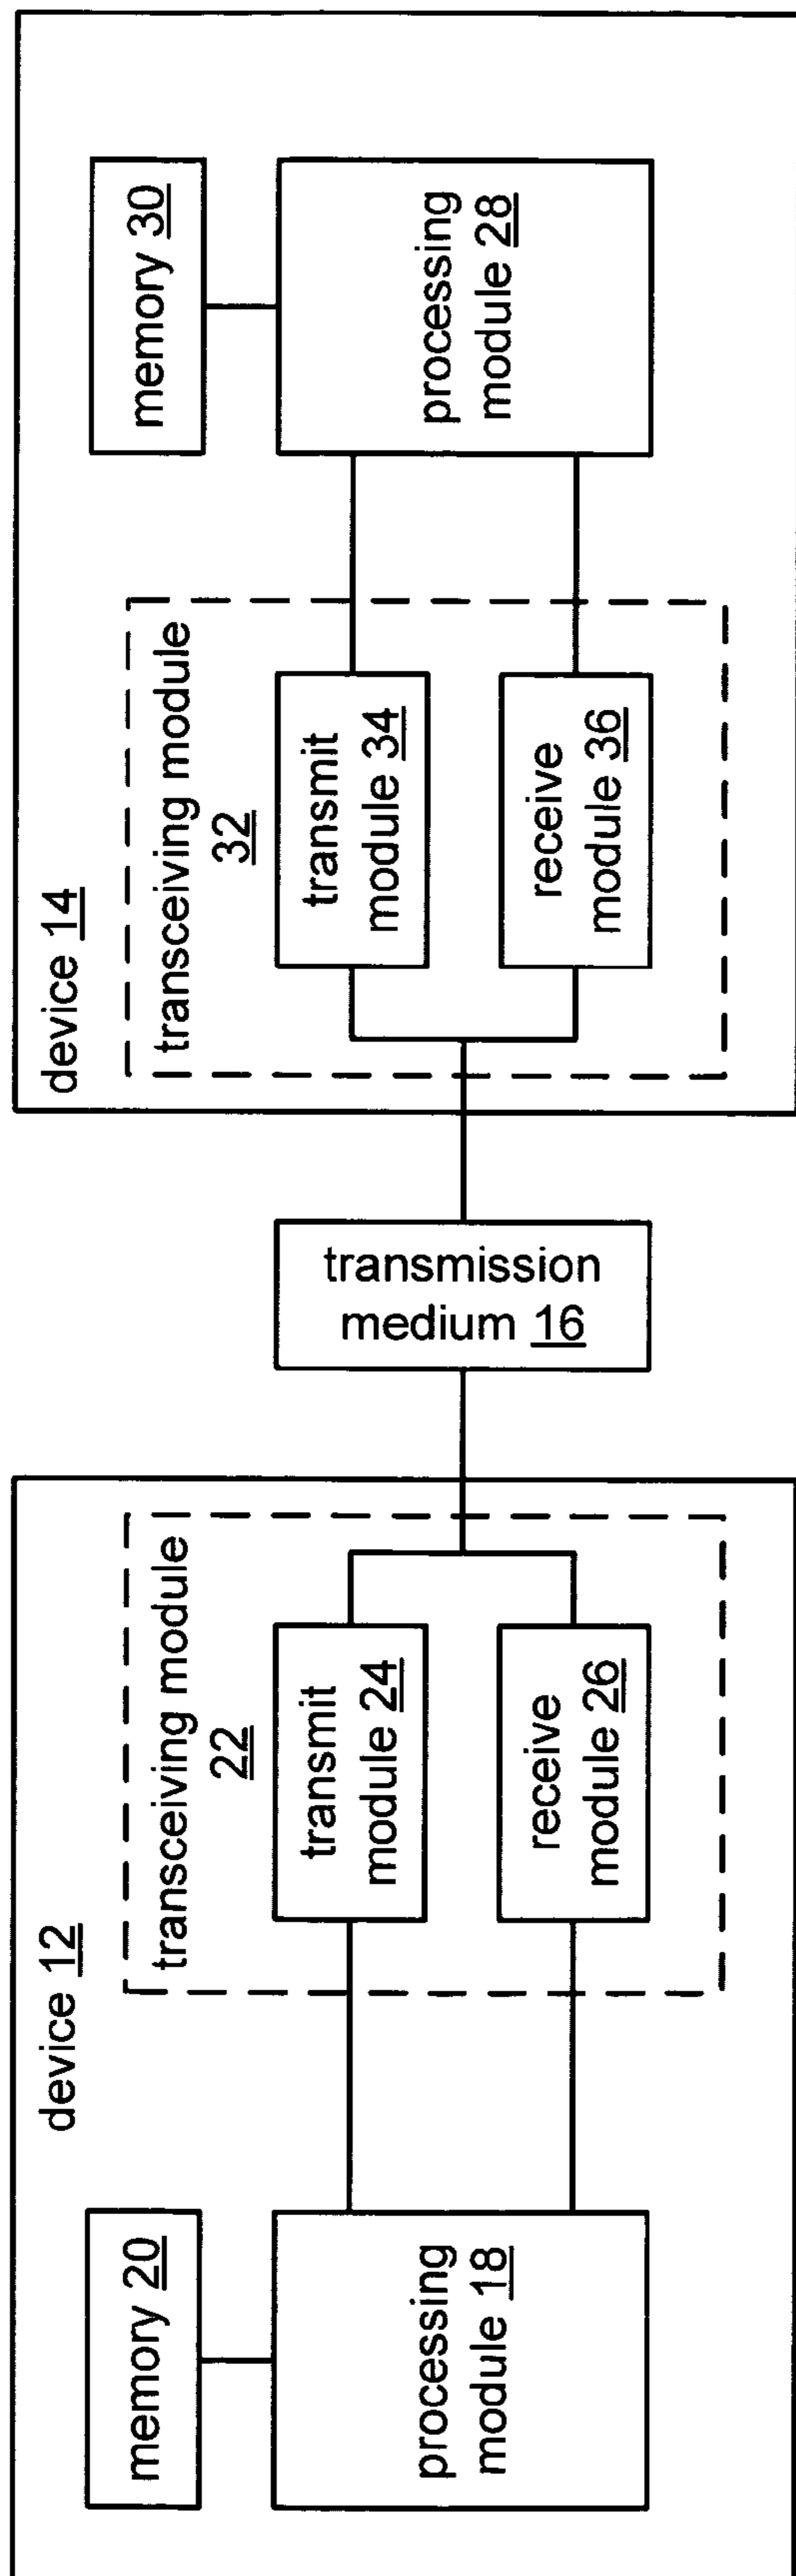 device 12
memory 20
processing
module 18
transceiving module
22
transmit
module 24
receive
module 26
transmission
medium 16
device 14
transceiving module
32
transmit
module 34
receive
module 36
memory 30
processing
module 28